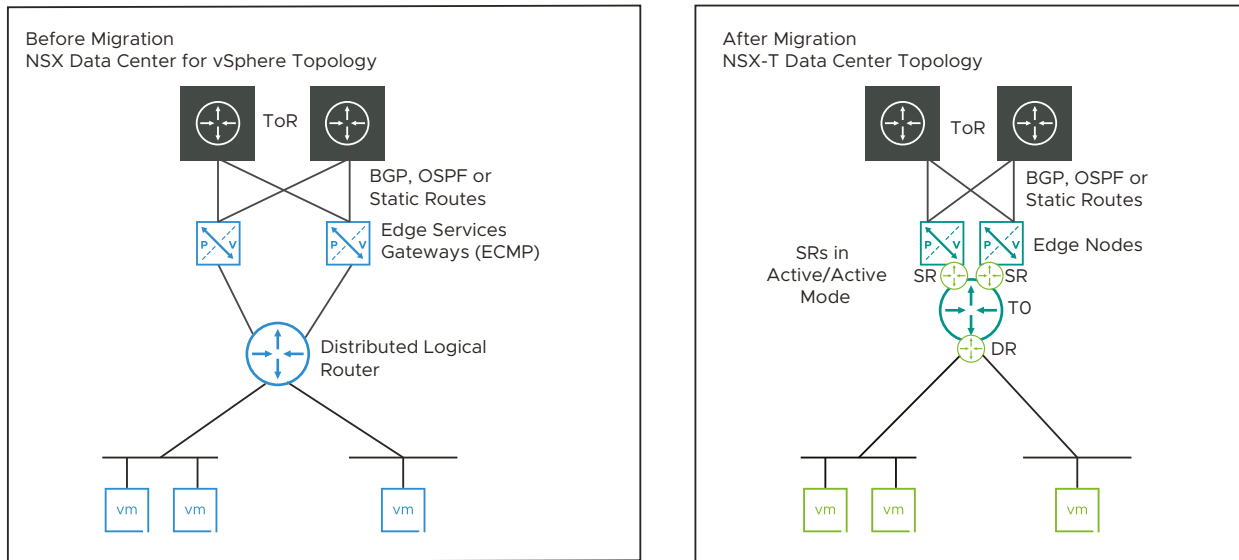 Before Migration
NSX Data Center for vSphere Topology
ToR
BGP, OSPF or
Static Routes
P V
P V
Edge Services
Gateways (ECMP)
Distributed Logical
Router
vm
vm
vm
After Migration
NSX-T Data Center Topology
ToR
BGP, OSPF or
Static Routes
P V
P V
Edge Nodes
SRs in
Active/Active
Mode
SR
SR
T0
DR
vm
vm
vm